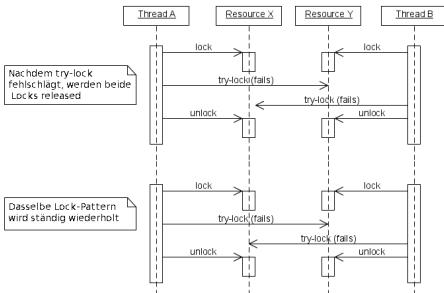 Thread A
Resource X
Resource Y
Thread B
lock
lock
Nachdem try-lock
fehlschlägt, werden beide
Locks released
try-lock(fails)
try-lock (fails)
unlock
unlock
lock
lock
Dasselbe Lock-Pattern
wird ständig wiederholt
try-lock(fails)
try-lock (fails)
unlock
unlock